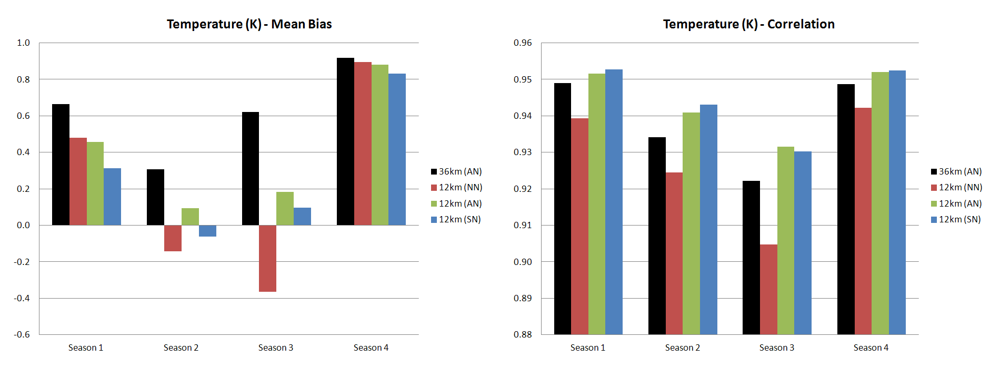 Temperature (K) - Mean Bias
1.0
0.8
0.6
0.4
0.2
0.0
-0.2
-0.4
-0.6
Season 1 Season 2 Season 3 Season 4
36km (AN)
12km (NN)
12km (AN)
12km (SN)
Temperature (K) - Correlation
0.96
0.95
0.94
0.93
0.92
0.91
0.90
0.89
0.88
Season 1 Season 2 Season 3 Season 4
36km (AN)
12km (NN)
12km (AN)
12km (SN)